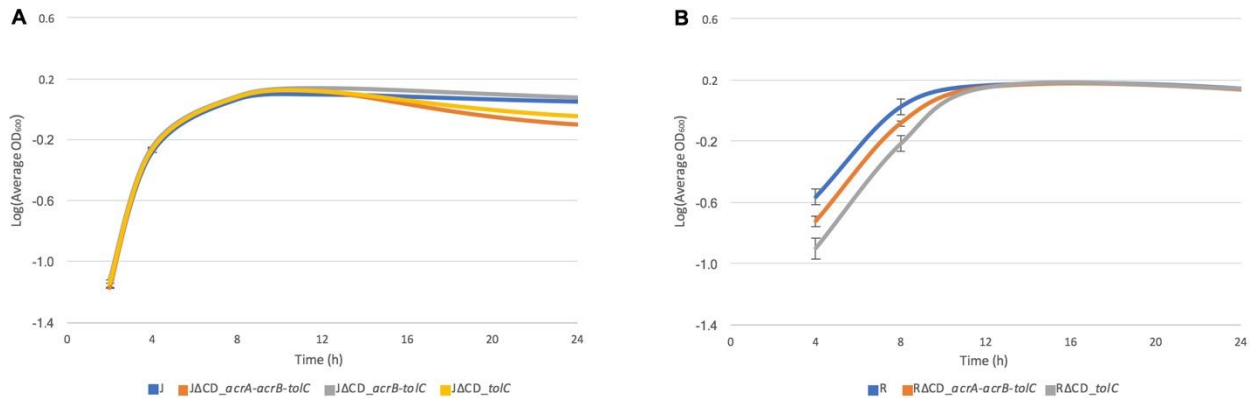 A
Log(Average OD₆₀₀)
0.6
0.2
-0.2
-0.6
-1.0
-1.4
0 4 8 12 16 20 24
Time (h)
J JΔCD_acrA-acrB-tolC JΔCD_acrB-tolC JΔCD_tolC
B
Log(Average OD₆₀₀)
0.6
0.2
-0.2
-0.6
-1.0
-1.4
0 4 8 12 16 20 24
Time (h)
R RΔCD_acrA-acrB-tolC RΔCD_tolC